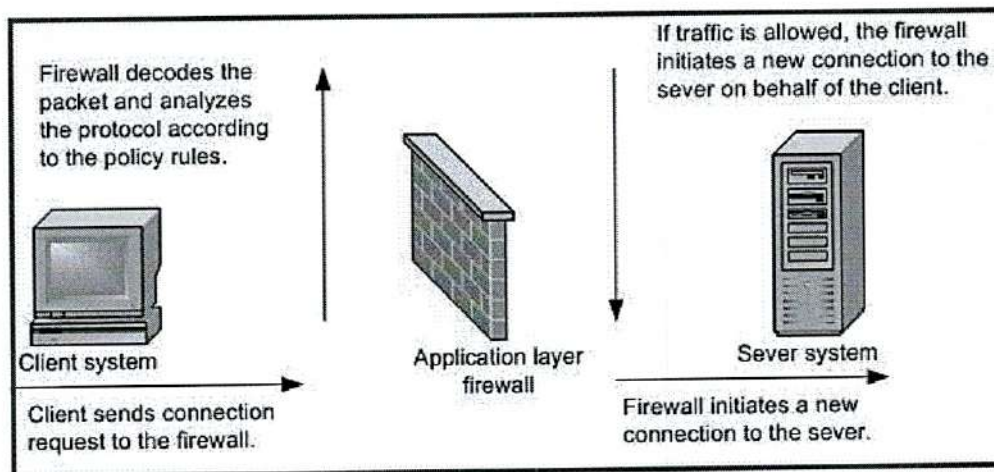 Firewall decodes the
packet and analyzes
the protocol according
to the policy rules.
If traffic is allowed, the firewall
initiates a new connection to the
sever on behalf of the client.
Client system
Application layer
firewall
Sever system
Client sends connection
request to the firewall.
Firewall initiates a new
connection to the sever.